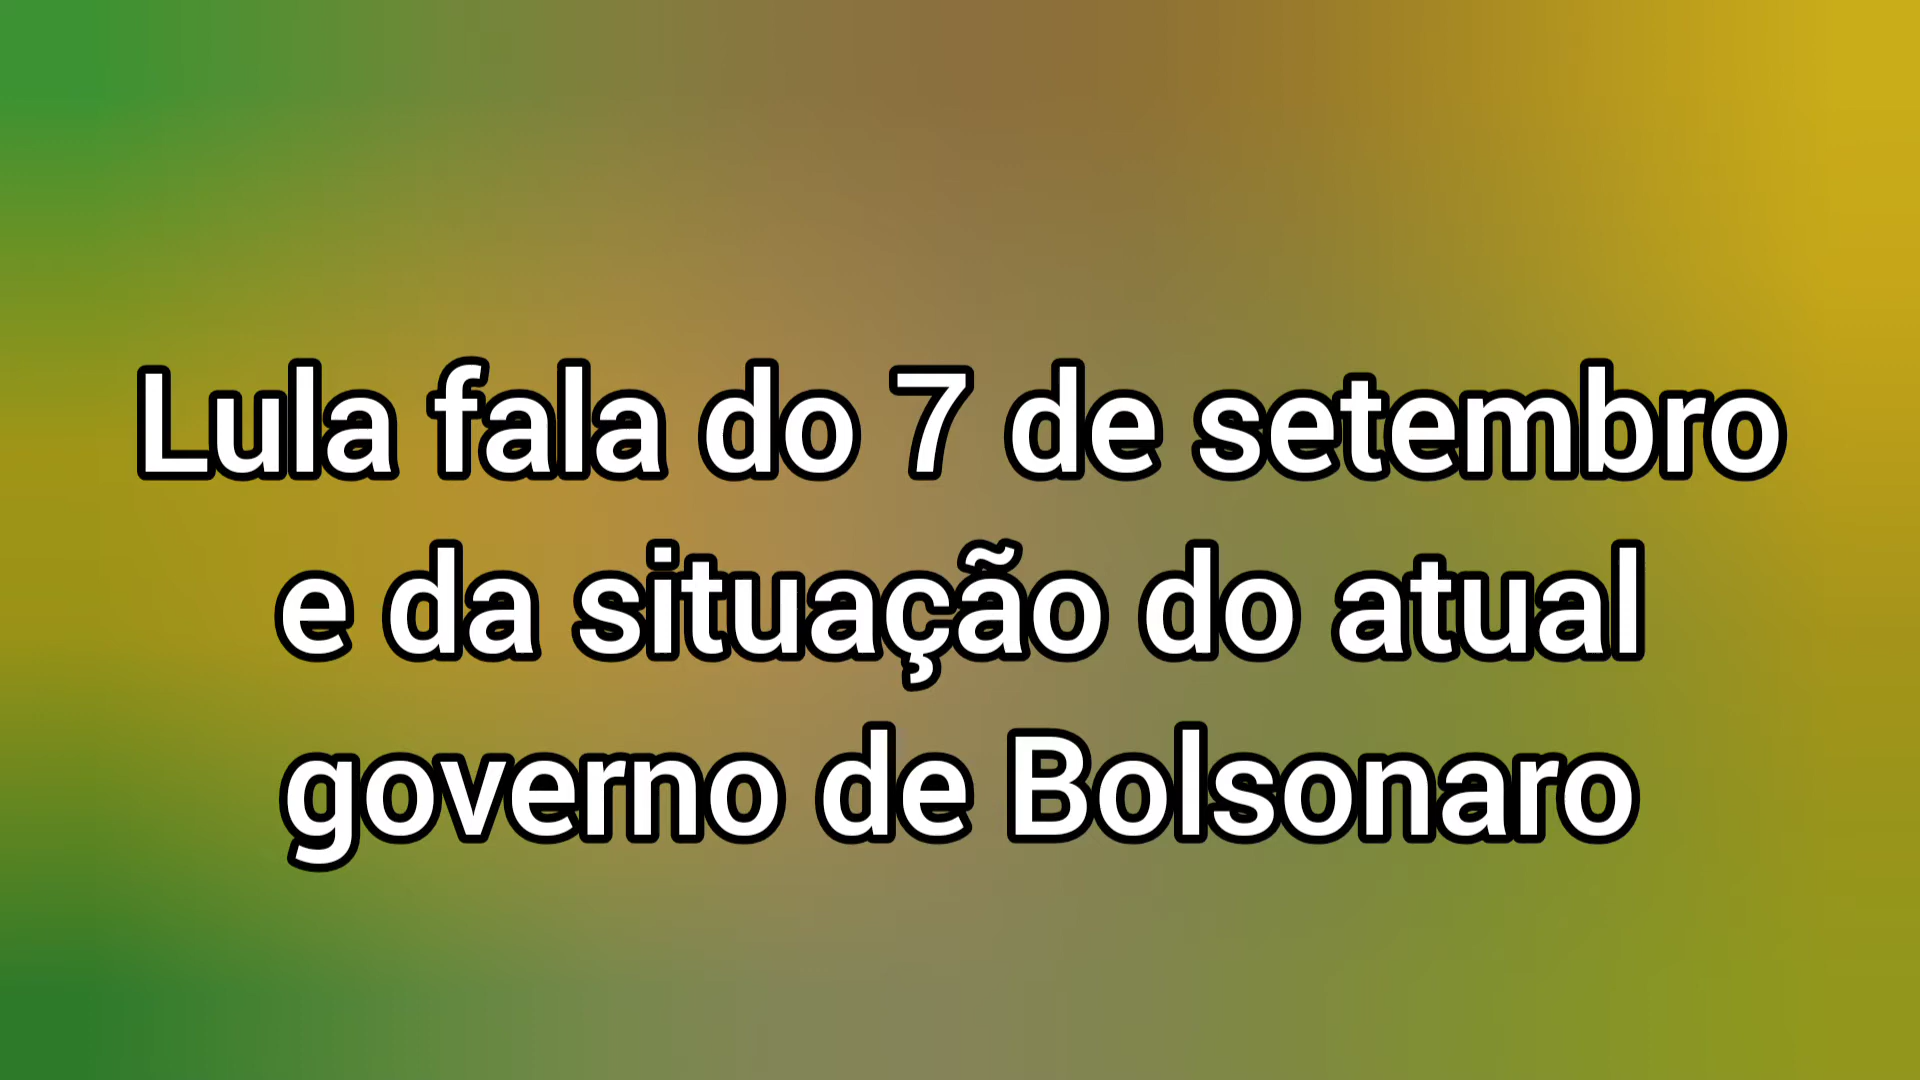 Lula fala do 7 de setembro
e da situação do atual
governo de Bolsonaro